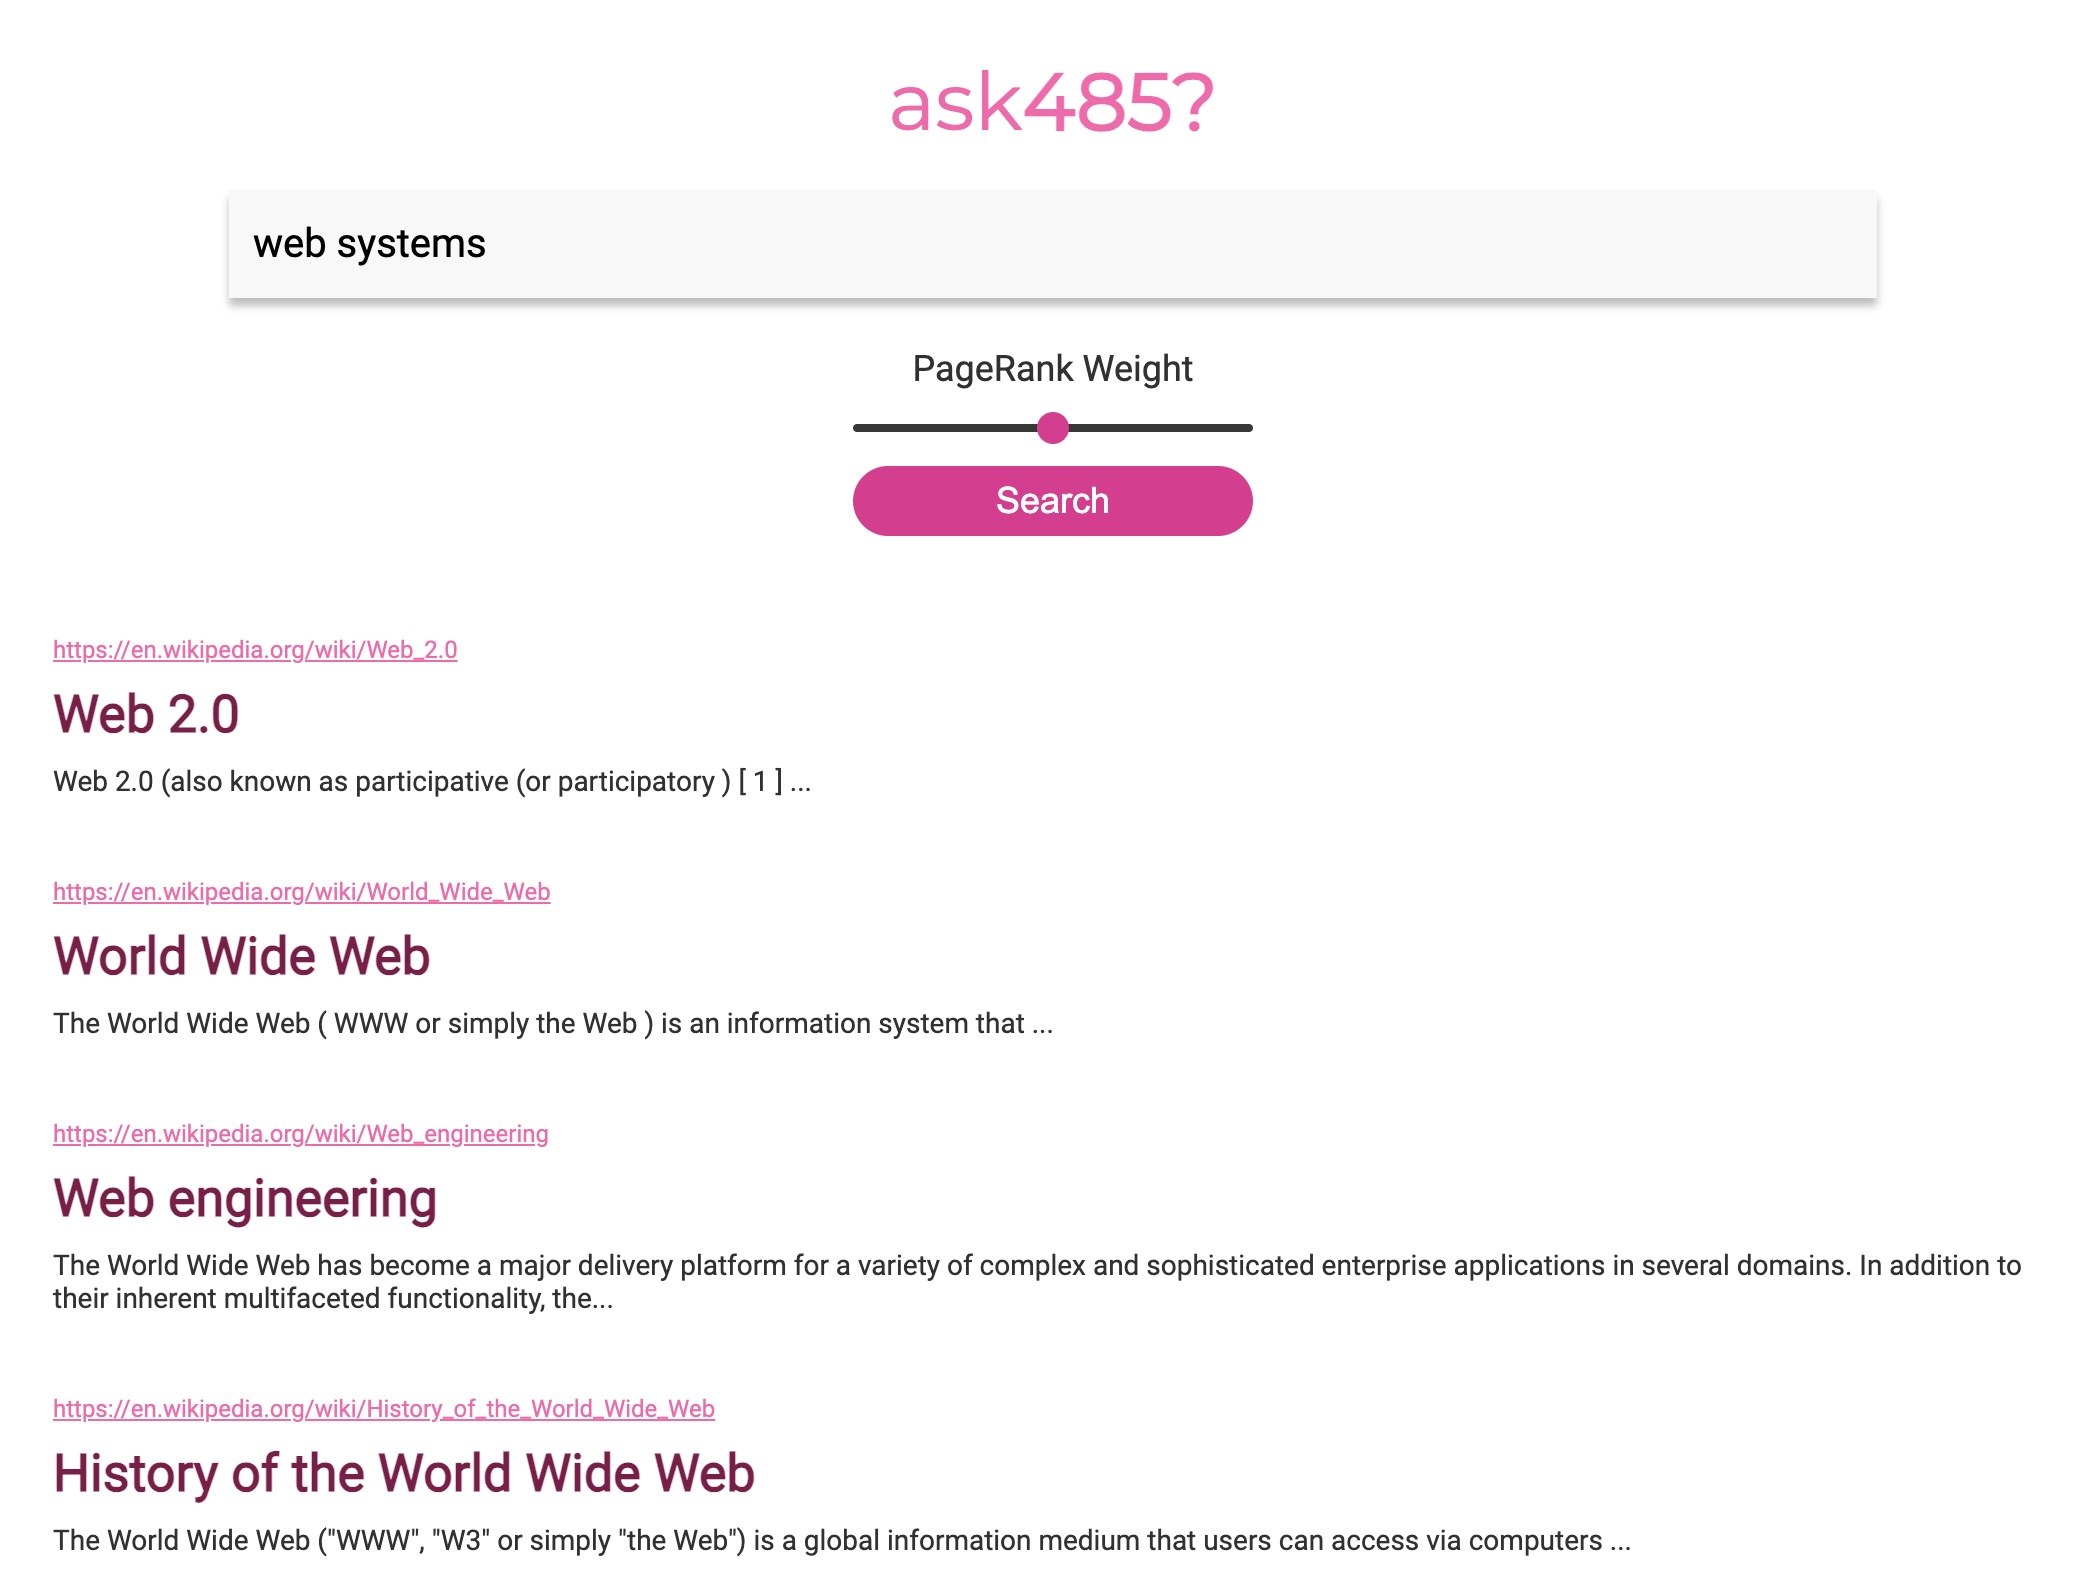 ask485?
web systems
PageRank Weight
Search
https://en.wikipedia.org/wiki/Web_2.0
Web 2.0
Web 2.0 (also known as participative (or participatory ) [ 1 ] ...
https://en.wikipedia.org/wiki/World_Wide_Web
World Wide Web
The World Wide Web ( WWW or simply the Web ) is an information system that ...
https://en.wikipedia.org/wiki/Web_engineering
Web engineering
The World Wide Web has become a major delivery platform for a variety of complex and sophisticated enterprise applications in several domains. In addition to
their inherent multifaceted functionality, the...
https://en.wikipedia.org/wiki/History_of_the_World_Wide_Web
History of the World Wide Web
The World Wide Web ("WWW", "W3" or simply "the Web") is a global information medium that users can access via computers ...